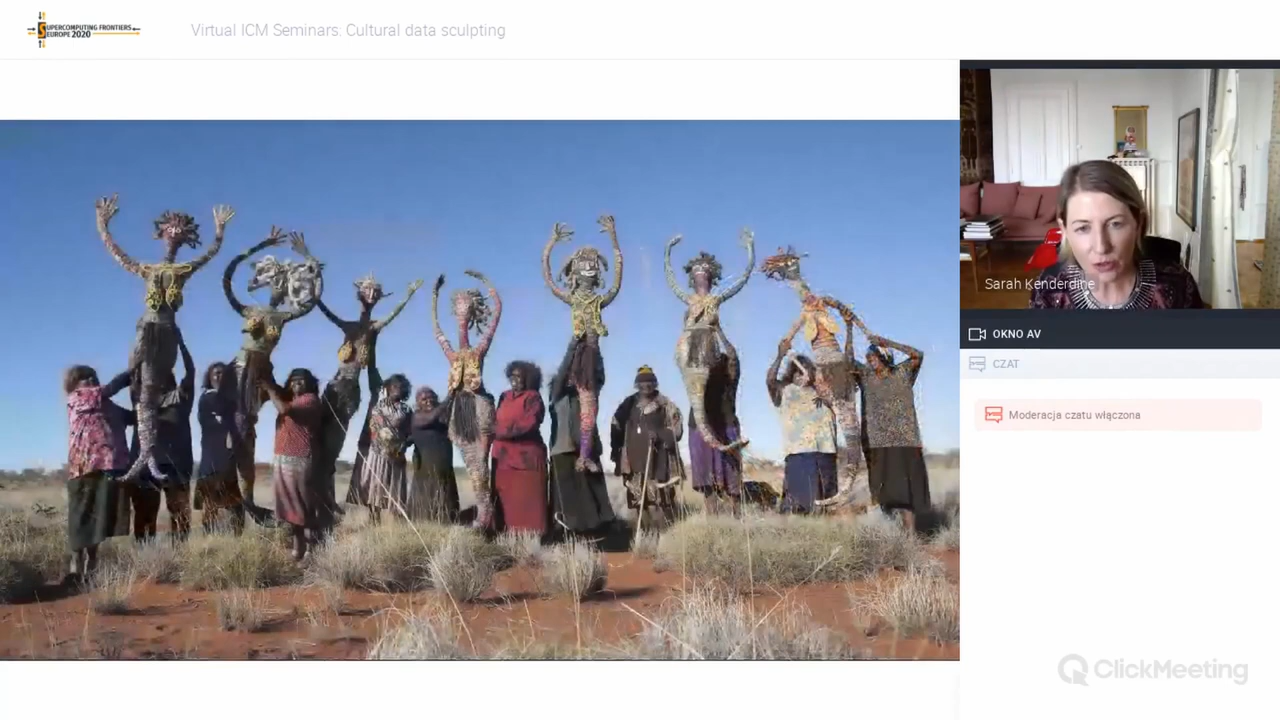 SUPERCOMPUTING FRONTIERS
EUROPE 2020
Virtual ICM Seminars. Cultural data sculpting
Sarah Kenderdine
OKNO AV
CZAT
Moderacja czatu włączona
ClickMeeting